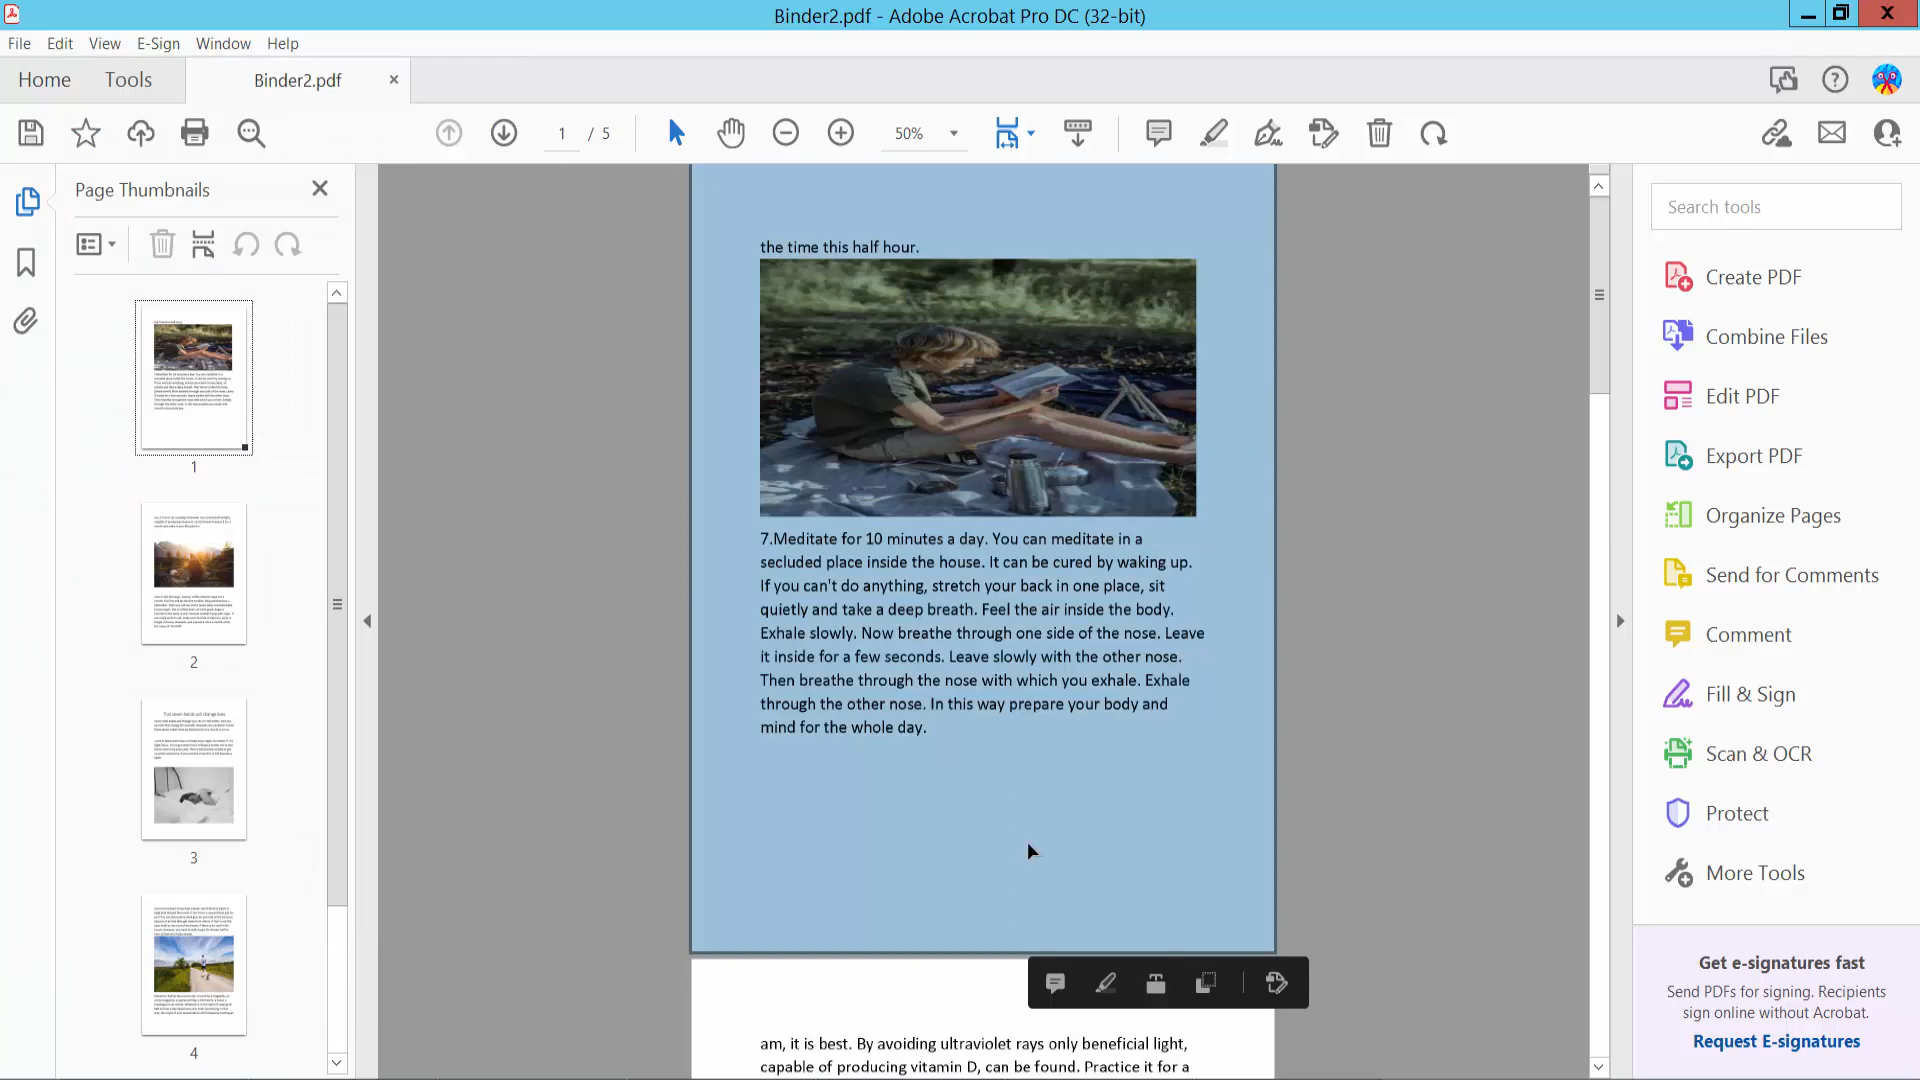 Binder2.pdf - Adobe Acrobat Pro DC (32-bit)
File Edit View E-Sign Window Help
Home Tools Binder2.pdf
1 / 5 50%
Page Thumbnails
1
2
This seven habits will change lives
3
4
the time this half hour.
7.Meditate for 10 minutes a day. You can meditate in a
secluded place inside the house. It can be cured by waking up.
If you can't do anything, stretch your back in one place, sit
quietly and take a deep breath. Feel the air inside the body.
Exhale slowly. Now breathe through one side of the nose. Leave
it inside for a few seconds. Leave slowly with the other nose.
Then breathe through the nose with which you exhale. Exhale
through the other nose. In this way prepare your body and
mind for the whole day.
am, it is best. By avoiding ultraviolet rays only beneficial light,
capable of producing vitamin D, can be found. Practice it for a
Search tools
Create PDF
Combine Files
Edit PDF
Export PDF
Organize Pages
Send for Comments
Comment
Fill & Sign
Scan & OCR
Protect
More Tools
Get e-signatures fast
Send PDFs for signing. Recipients
sign online without Acrobat.
Request E-signatures